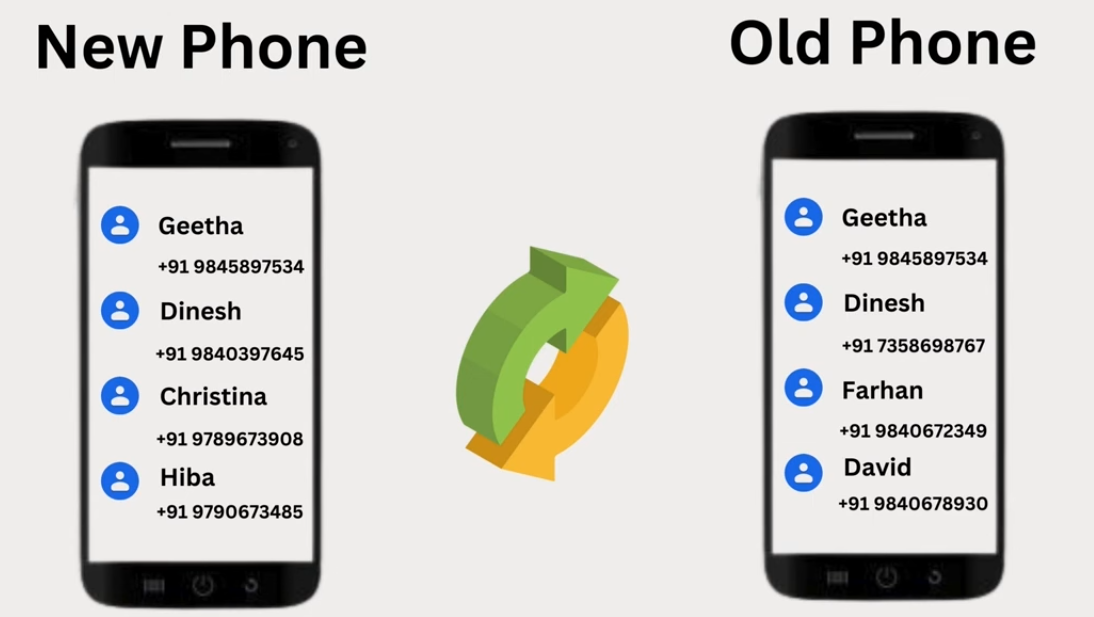 New Phone
Geetha
+91 9845897534
Dinesh
+91 9840397645
Christina
+91 9789673908
Hiba
+91 9790673485
Old Phone
Geetha
+91 9845897534
Dinesh
+91 7358698767
Farhan
+91 9840672349
David
+91 9840678930